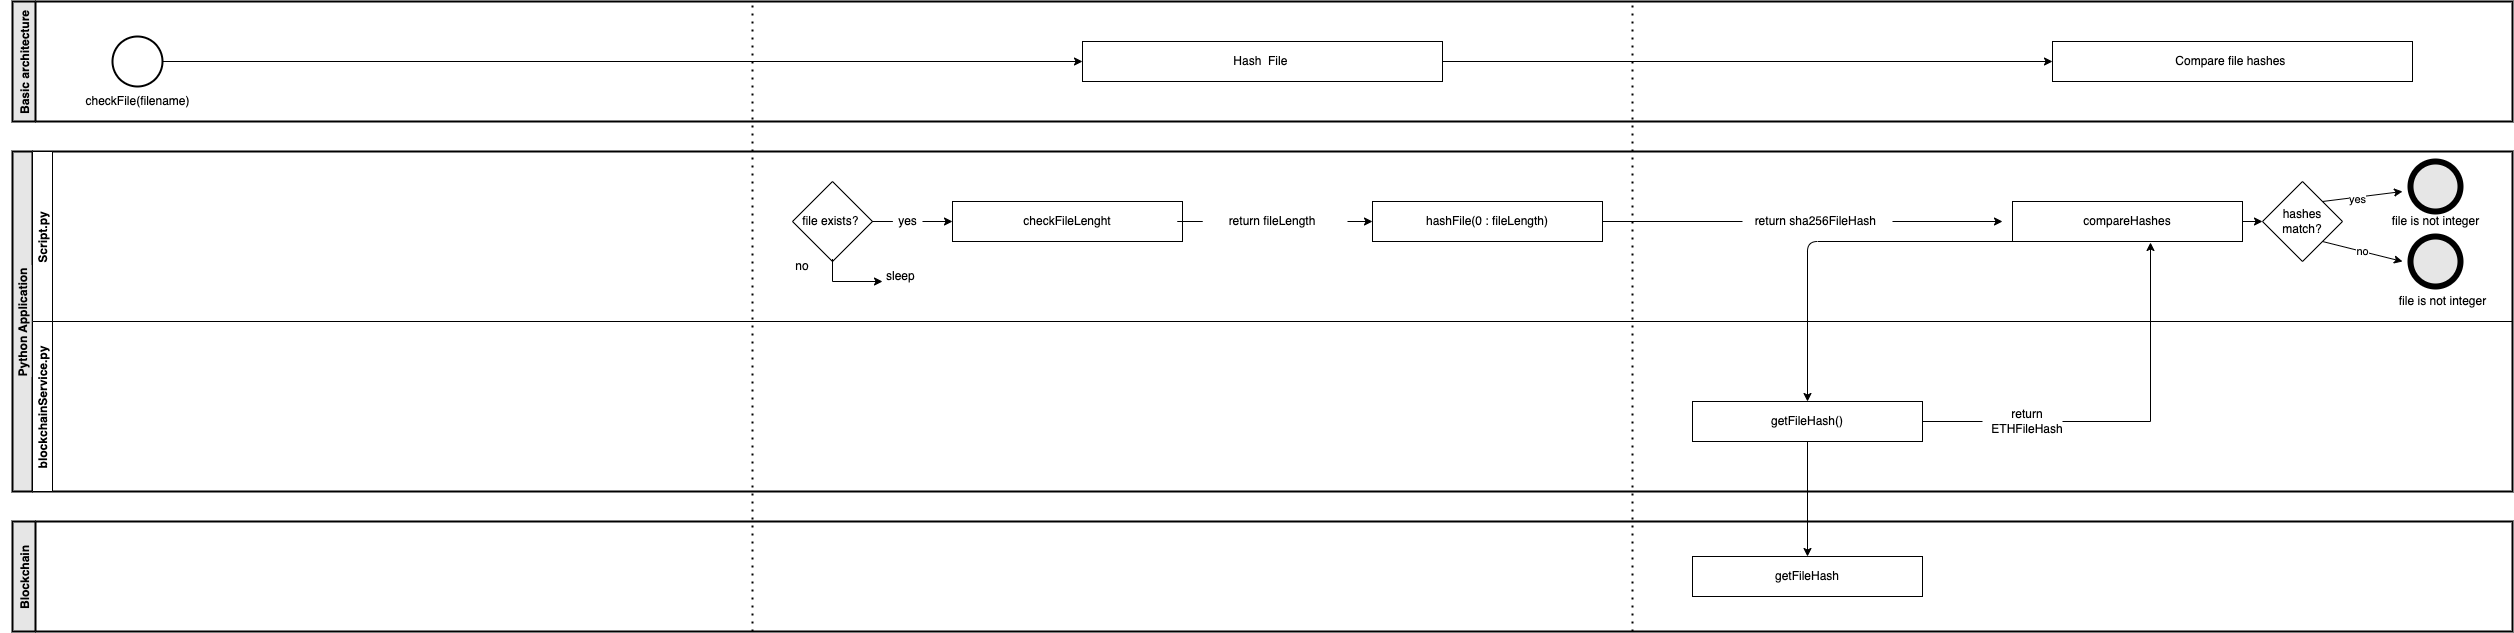 Basic architecture
checkFile(filename)
Hash File
Compare file hashes
Python Application
Script.py
file exists?
yes
no
sleep
checkFileLenght
return fileLength
hashFile(0 : fileLength)
return sha256FileHash
compareHashes
hashes
match?
yes
file is not integer
no
file is not integer
blockchainService.py
getFileHash()
return
ETHFileHash
Blockchain
getFileHash